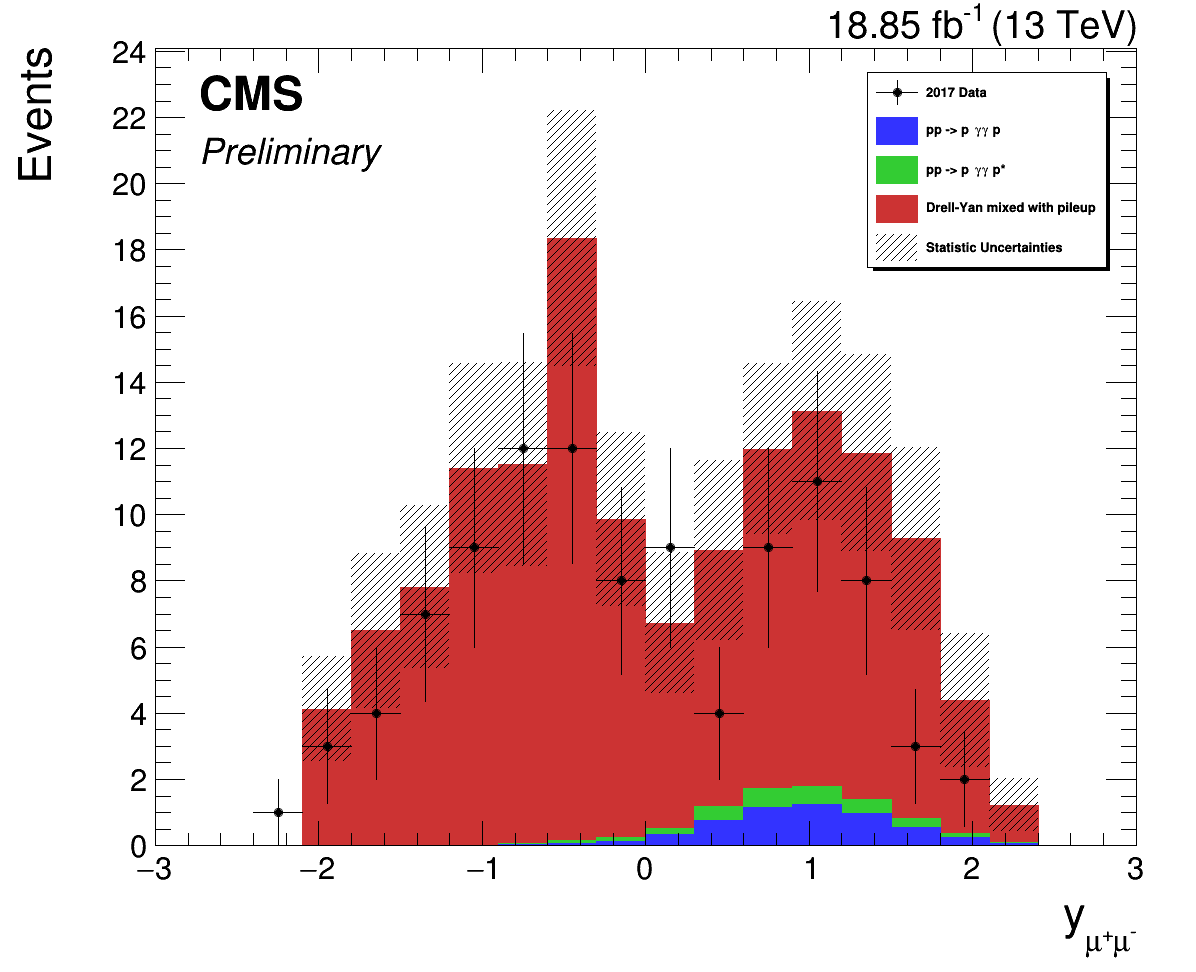 18.85 fb-1 (13 TeV)
Events
CMS
Preliminary
2017 Data
pp -> p γγ p
pp -> p γγ p*
Drell-Yan mixed with pileup
Statistic Uncertainties
24
22
20
18
16
14
12
10
8
6
4
2
0
−3 −2 −1 0 1 2 3
yμ+μ-